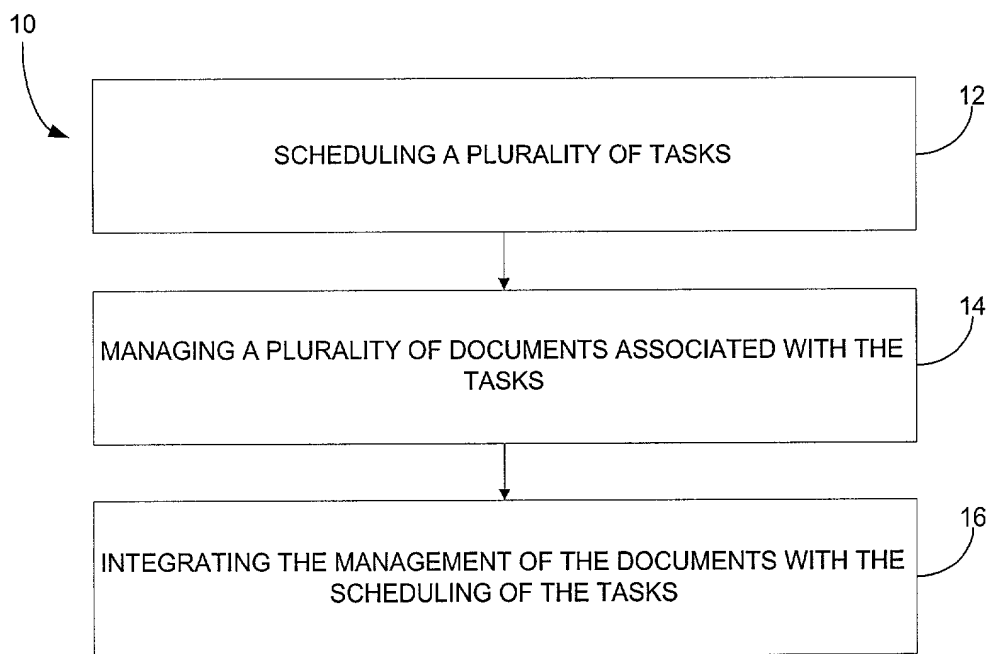 10
12
SCHEDULING A PLURALITY OF TASKS
14
MANAGING A PLURALITY OF DOCUMENTS ASSOCIATED WITH THE
TASKS
16
INTEGRATING THE MANAGEMENT OF THE DOCUMENTS WITH THE
SCHEDULING OF THE TASKS